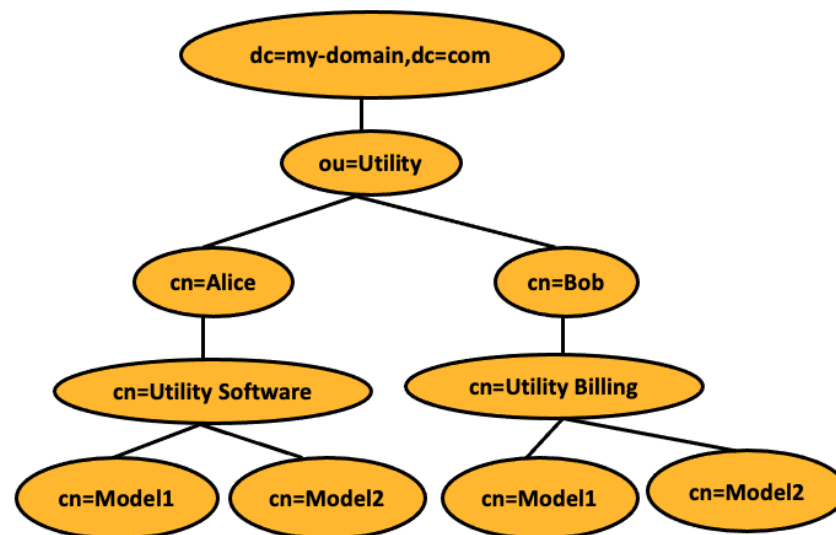 dc=my-domain,dc=com
ou=Utility
cn=Alice
cn=Bob
cn=Utility Software
cn=Utility Billing
cn=Model1
cn=Model2
cn=Model1
cn=Model2